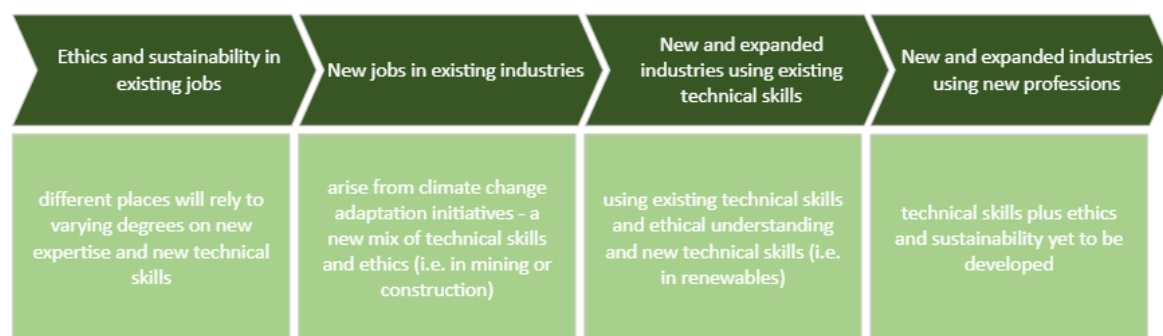 Ethics and sustainability in
existing jobs
New jobs in existing industries
New and expanded
industries using existing
technical skills
New and expanded industries
using new professions
different places will rely to
varying degrees on new
expertise and new technical
skills
arise from climate change
adaptation initiatives - a
new mix of technical skills
and ethics (i.e. in mining or
construction)
using existing technical skills
and ethical understanding
and new technical skills (i.e.
in renewables)
technical skills plus ethics
and sustainability yet to be
developed